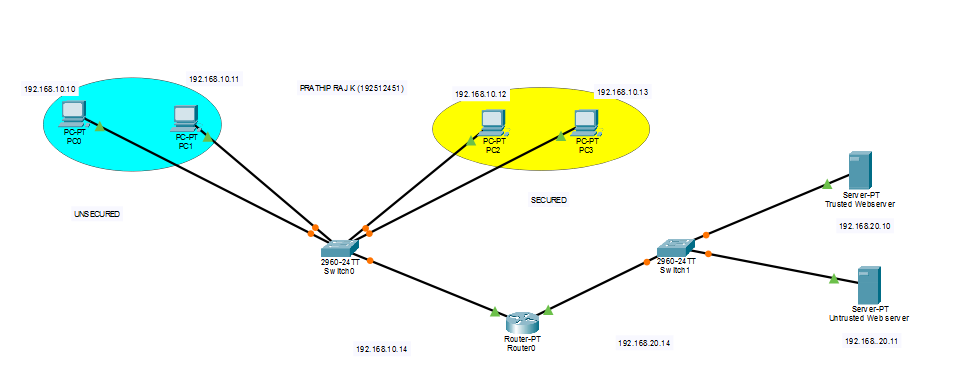 192.168.10.10
192.168.10.11
PRATHIP RAJ K (192512451)
192.168.10.12
192.168.10.13
PC-PT
PC0
PC-PT
PC1
PC-PT
PC2
PC-PT
PC3
UNSECURED
SECURED
Server-PT
Trusted Webserver
192.168.20.10
2960-24TT
Switch0
2960-24TT
Switch1
Server-PT
Untrusted Webserver
Router-PT
Router0
192.168.10.14
192.168.20.14
192.168..20.11